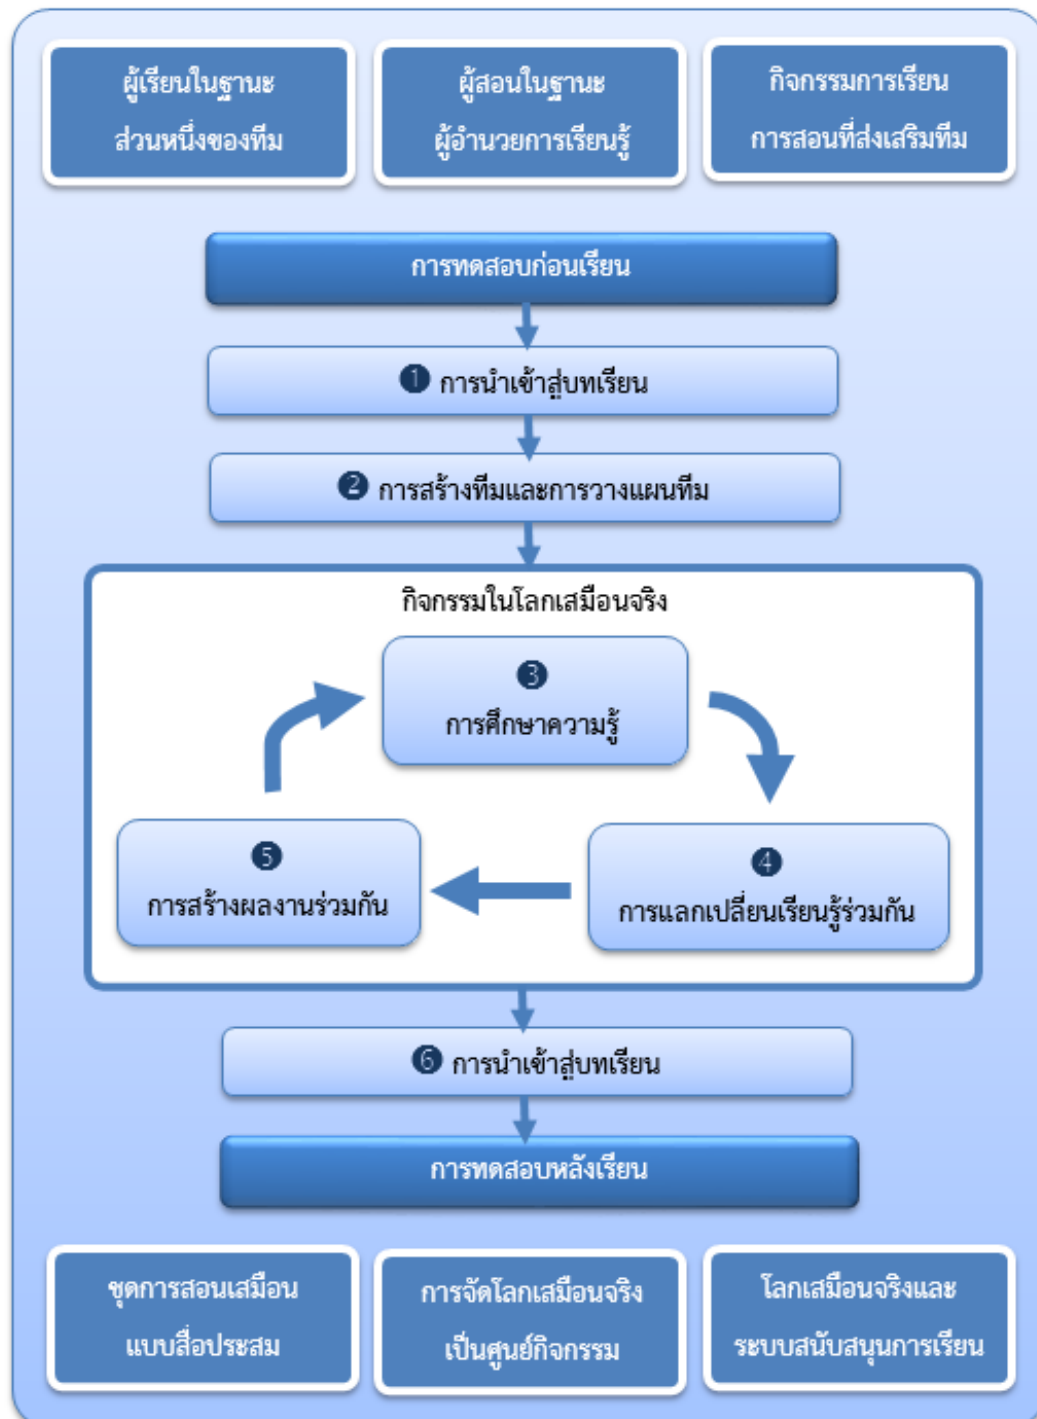 ผู้เรียนในฐานะ
ส่วนหนึ่งของทีม
ผู้สอนในฐานะ
ผู้อำนวยการเรียนรู้
กิจกรรมการเรียน
การสอนที่ส่งเสริมทีม
การทดสอบก่อนเรียน
❶ การนำเข้าสู่บทเรียน
❷ การสร้างทีมและการวางแผนทีม
กิจกรรมในโลกเสมือนจริง
❸
การศึกษาความรู้
❹
การแลกเปลี่ยนเรียนรู้ร่วมกัน
❺
การสร้างผลงานร่วมกัน
❻ การนำเข้าสู่บทเรียน
การทดสอบหลังเรียน
ชุดการสอนเสมือน
แบบสื่อประสม
การจัดโลกเสมือนจริง
เป็นศูนย์กิจกรรม
โลกเสมือนจริงและ
ระบบสนับสนุนการเรียน